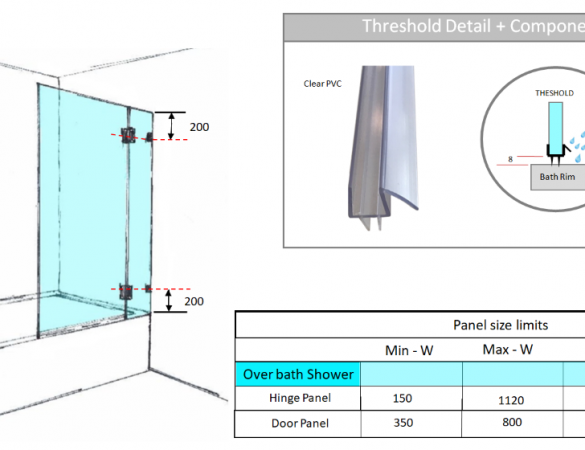 Threshold Detail + Compone
Clear PVC
THESHOLD
8
Bath Rim
200
200
Panel size limits
Min - W Max - W
Over bath Shower
Hinge Panel 150 1120
Door Panel 350 800